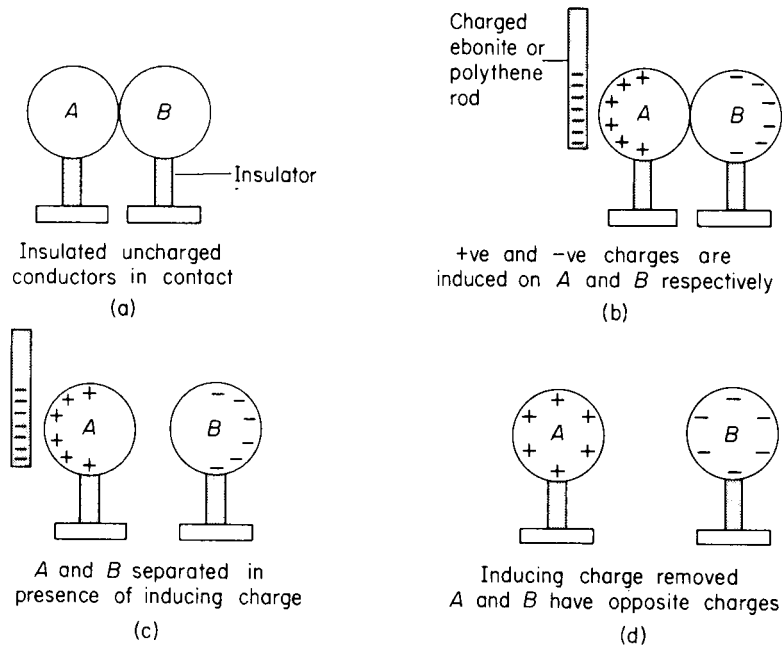 A B
Insulator
Insulated uncharged
conductors in contact
(a)
Charged
ebonite or
polythene
rod
A B
+ve and -ve charges are
induced on A and B respectively
(b)
A B
A and B separated in
presence of inducing charge
(c)
A B
Inducing charge removed
A and B have opposite charges
(d)